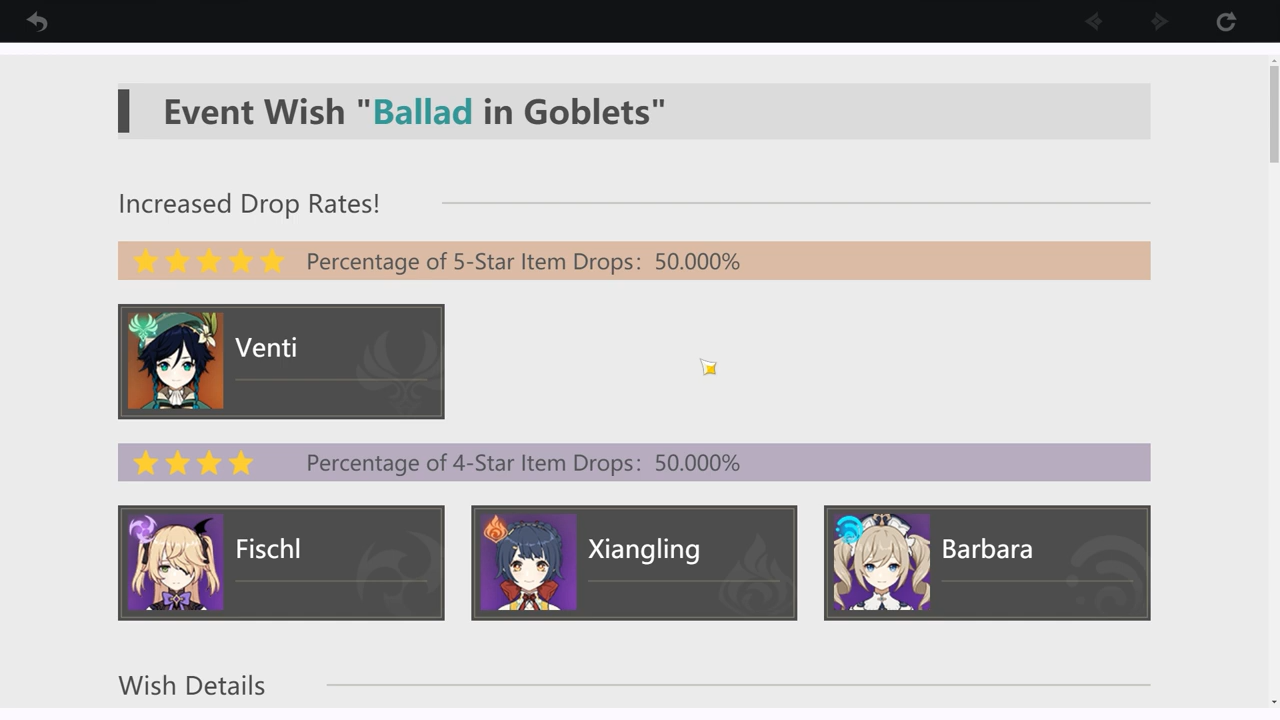 Event Wish "Ballad in Goblets"
Increased Drop Rates!
Percentage of 5-Star Item Drops: 50.000%
Venti
Percentage of 4-Star Item Drops: 50.000%
Fischl
Xiangling
Barbara
Wish Details